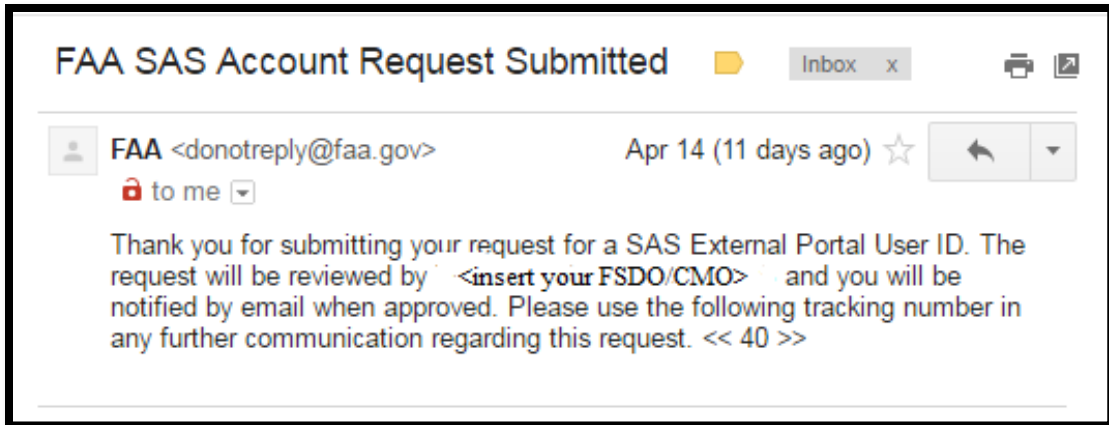 FAA SAS Account Request Submitted Inbox x
FAA <donotreply@faa.gov> Apr 14 (11 days ago)
to me
Thank you for submitting your request for a SAS External Portal User ID. The
request will be reviewed by <insert your FSDO/CMO> and you will be
notified by email when approved. Please use the following tracking number in
any further communication regarding this request. << 40 >>